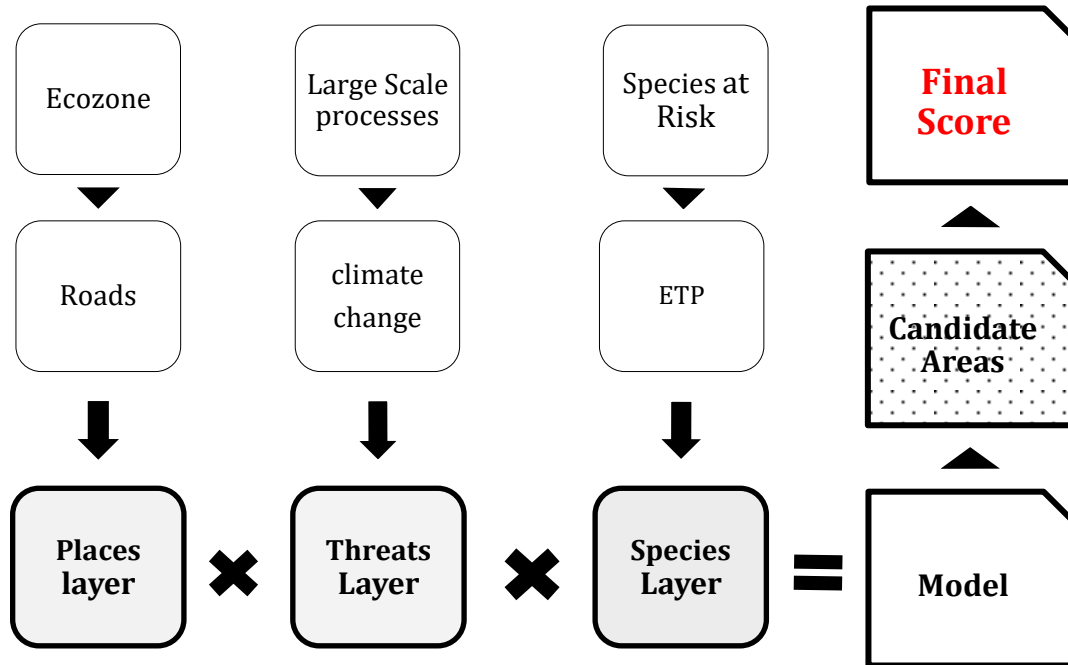 Ecozone
Large Scale
processes
Species at
Risk
Final
Score
Roads
climate
change
ETP
Candidate
Areas
Places
layer
Threats
Layer
Species
Layer
Model